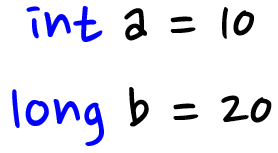 int a = 10
long b = 20